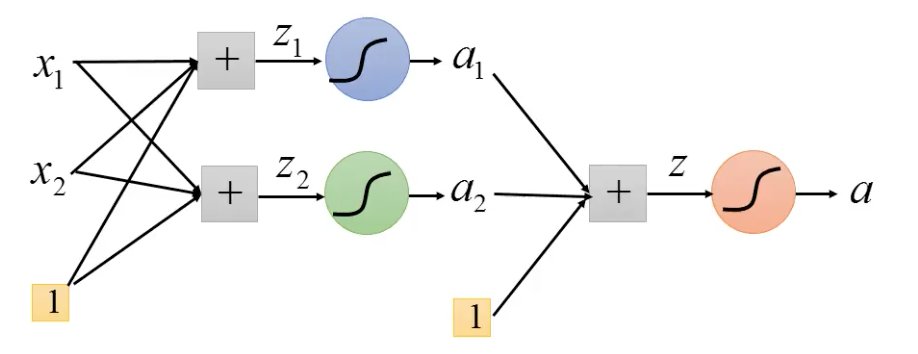 x₁ + z₁ a₁
x₂ + z₂ a₂ + z a
1 1